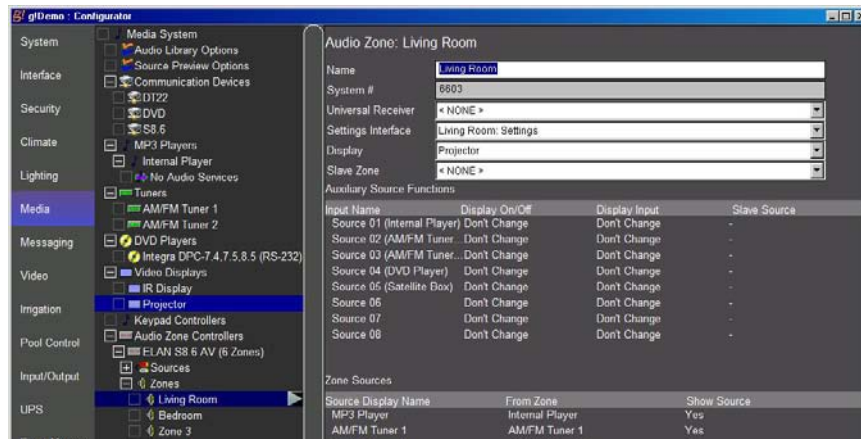 g!Demo : Configurator
System
Interface
Security
Climate
Lighting
Media
Messaging
Video
Irrigation
Pool Control
Input/Output
UPS
Media System
Audio Library Options
Source Preview Options
Communication Devices
DT22
DVD
S8.6
MP3 Players
Internal Player
No Audio Services
Tuners
AM/FM Tuner 1
AM/FM Tuner 2
DVD Players
Integra DPC-7.4,7.5,8.5 (RS-232)
Video Displays
IR Display
Projector
Keypad Controllers
Audio Zone Controllers
ELAN S8.6 AV (6 Zones)
Sources
Zones
Living Room
Bedroom
Zone 3
Audio Zone: Living Room
Name Living Room
System # 6603
Universal Receiver < NONE >
Settings Interface Living Room: Settings
Display Projector
Slave Zone < NONE >
Auxiliary Source Functions
Input Name Display On/Off Display Input Slave Source
Source 01 (Internal Player) Don't Change Don't Change -
Source 02 (AM/FM Tuner... Don't Change Don't Change -
Source 03 (AM/FM Tuner... Don't Change Don't Change -
Source 04 (DVD Player) Don't Change Don't Change -
Source 05 (Satellite Box) Don't Change Don't Change -
Source 06 Don't Change Don't Change -
Source 07 Don't Change Don't Change -
Source 08 Don't Change Don't Change -
Zone Sources
Source Display Name From Zone Show Source
MP3 Player Internal Player Yes
AM/FM Tuner 1 AM/FM Tuner 1 Yes